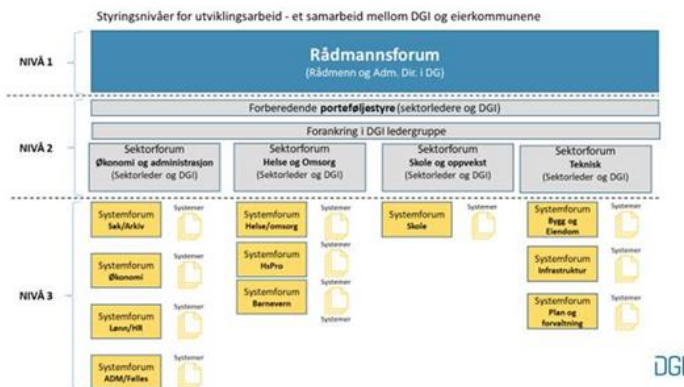 Styringsnivåer for utviklingsarbeid - et samarbeid mellom DGI og eierkommunene
NIVÅ 1
Rådmannsforum
(Rådmenn og Adm. Dir. i DG)
NIVÅ 2
Forberedende porteføljestyre (sektorledere og DGI)
Forankring i DGI ledergruppe
Sektorforum
Økonomi og administrasjon
(Sektorleder og DGI)
Sektorforum
Helse og Omsorg
(Sektorleder og DGI)
Sektorforum
Skole og oppvekst
(Sektorleder og DGI)
Sektorforum
Teknisk
(Sektorleder og DGI)
NIVÅ 3
Systemforum
Sak/Arkiv
Systemer
Systemforum
Økonomi
Systemer
Systemforum
Lønn/HR
Systemer
Systemforum
ADM/Felles
Systemer
Systemforum
Helse/omsorg
Systemer
Systemforum
HsPro
Systemer
Systemforum
Barnevern
Systemer
Systemer
Systemforum
Skole
Systemer
Systemforum
Bygg og
Eiendom
Systemer
Systemforum
Infrastruktur
Systemer
Systemforum
Plan og
forvaltning
Systemer
DGI